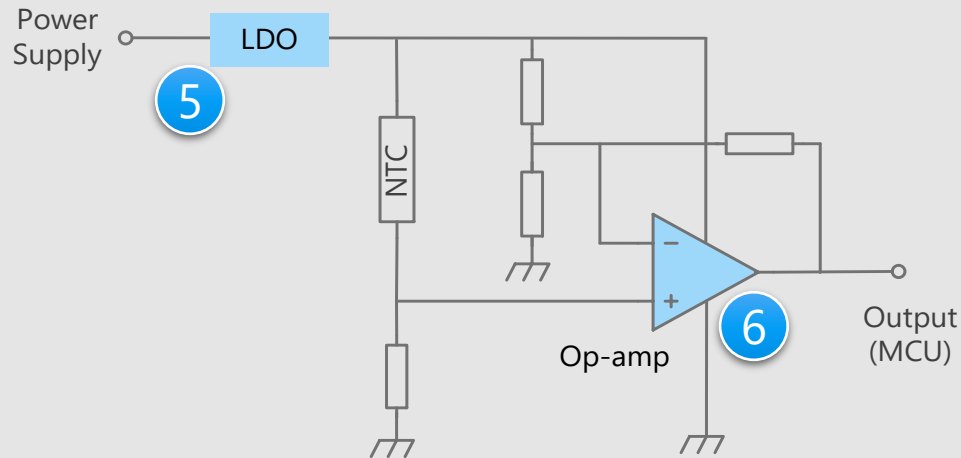 Power
Supply
LDO
5
NTC
−
+
6
Op-amp
Output
(MCU)